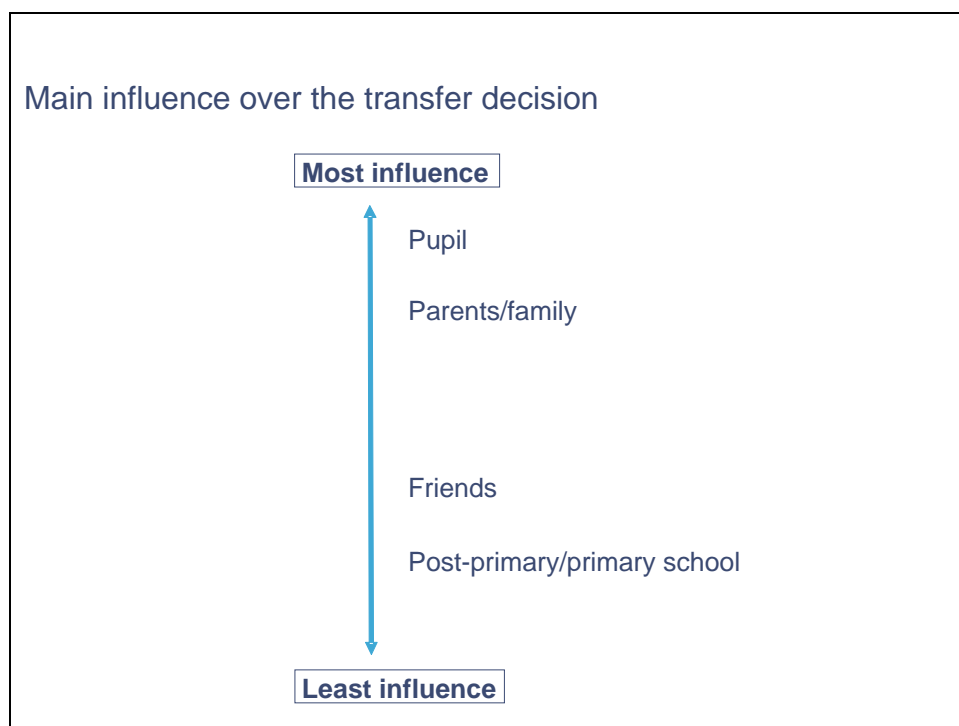 Main influence over the transfer decision
Most influence
Pupil
Parents/family
Friends
Post-primary/primary school
Least influence